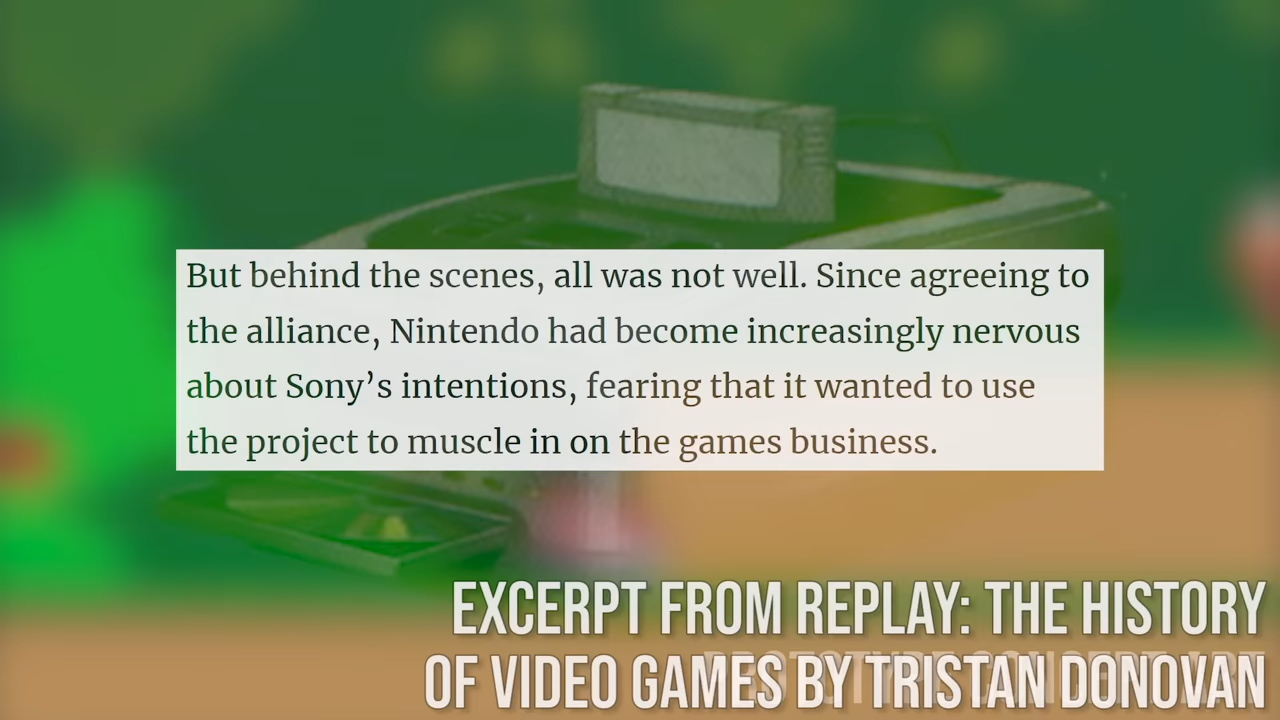 But behind the scenes, all was not well. Since agreeing to
the alliance, Nintendo had become increasingly nervous
about Sony’s intentions, fearing that it wanted to use
the project to muscle in on the games business.
EXCERPT FROM REPLAY: THE HISTORY
OF VIDEO GAMES BY TRISTAN DONOVAN